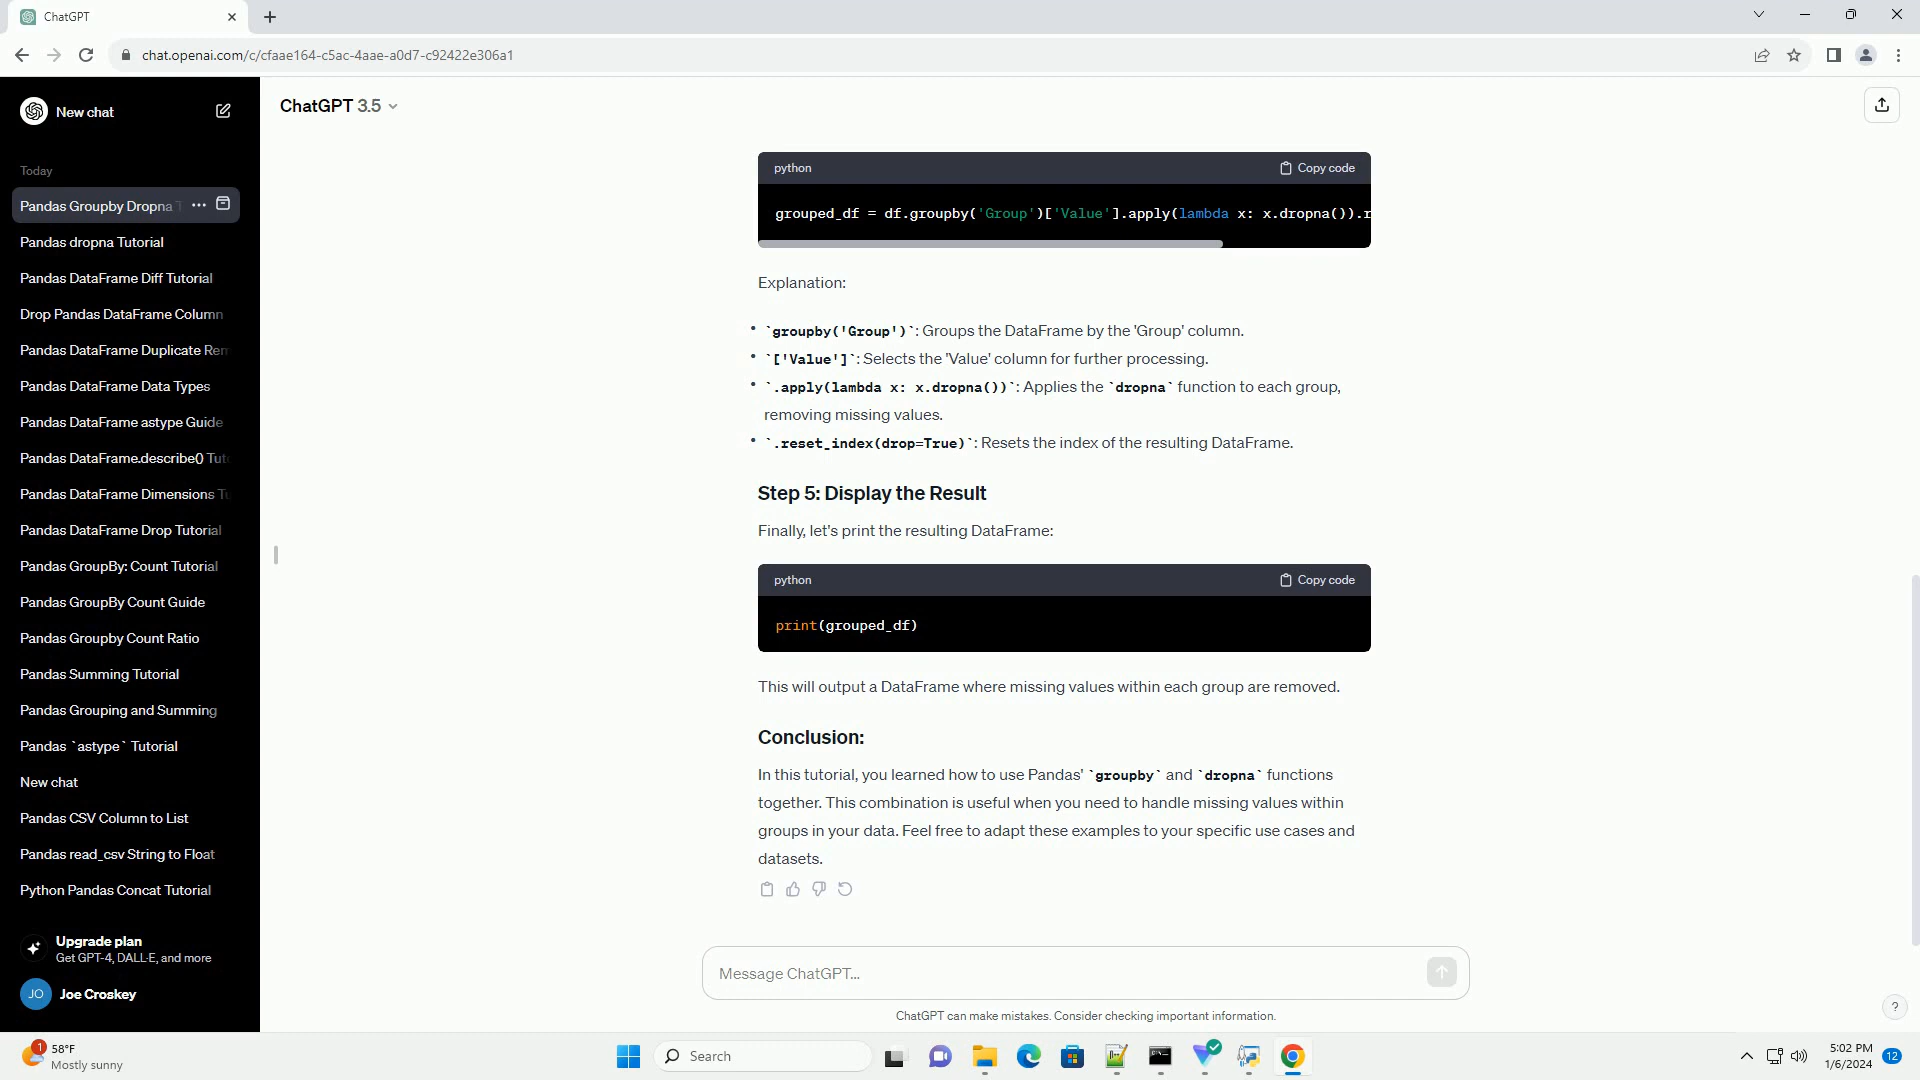 ChatGPT
chat.openai.com/c/cfaae164-c5ac-4aae-a0d7-c92422e306a1
New chat
Today
Pandas Groupby Dropna T
Pandas dropna Tutorial
Pandas DataFrame Diff Tutorial
Drop Pandas DataFrame Column
Pandas DataFrame Duplicate Rem
Pandas DataFrame Data Types
Pandas DataFrame astype Guide
Pandas DataFrame.describe() Tuto
Pandas DataFrame Dimensions Tu
Pandas DataFrame Drop Tutorial
Pandas GroupBy: Count Tutorial
Pandas GroupBy Count Guide
Pandas Groupby Count Ratio
Pandas Summing Tutorial
Pandas Grouping and Summing
Pandas `astype` Tutorial
New chat
Pandas CSV Column to List
Pandas read_csv String to Float
Python Pandas Concat Tutorial
Upgrade plan
Get GPT-4, DALL·E, and more
JO Joe Croskey
ChatGPT 3.5
python Copy code
grouped_df = df.groupby('Group')['Value'].apply(lambda x: x.dropna()).r
Explanation:
• `groupby('Group')`: Groups the DataFrame by the 'Group' column.
• `['Value']`: Selects the 'Value' column for further processing.
• `.apply(lambda x: x.dropna())`: Applies the `dropna` function to each group,
removing missing values.
• `.reset_index(drop=True)`: Resets the index of the resulting DataFrame.
Step 5: Display the Result
Finally, let's print the resulting DataFrame:
python Copy code
print(grouped_df)
This will output a DataFrame where missing values within each group are removed.
Conclusion:
In this tutorial, you learned how to use Pandas' `groupby` and `dropna` functions
together. This combination is useful when you need to handle missing values within
groups in your data. Feel free to adapt these examples to your specific use cases and
datasets.
Message ChatGPT...
ChatGPT can make mistakes. Consider checking important information.
?
1
58°F
Mostly sunny
Search
5:02 PM
1/6/2024
12